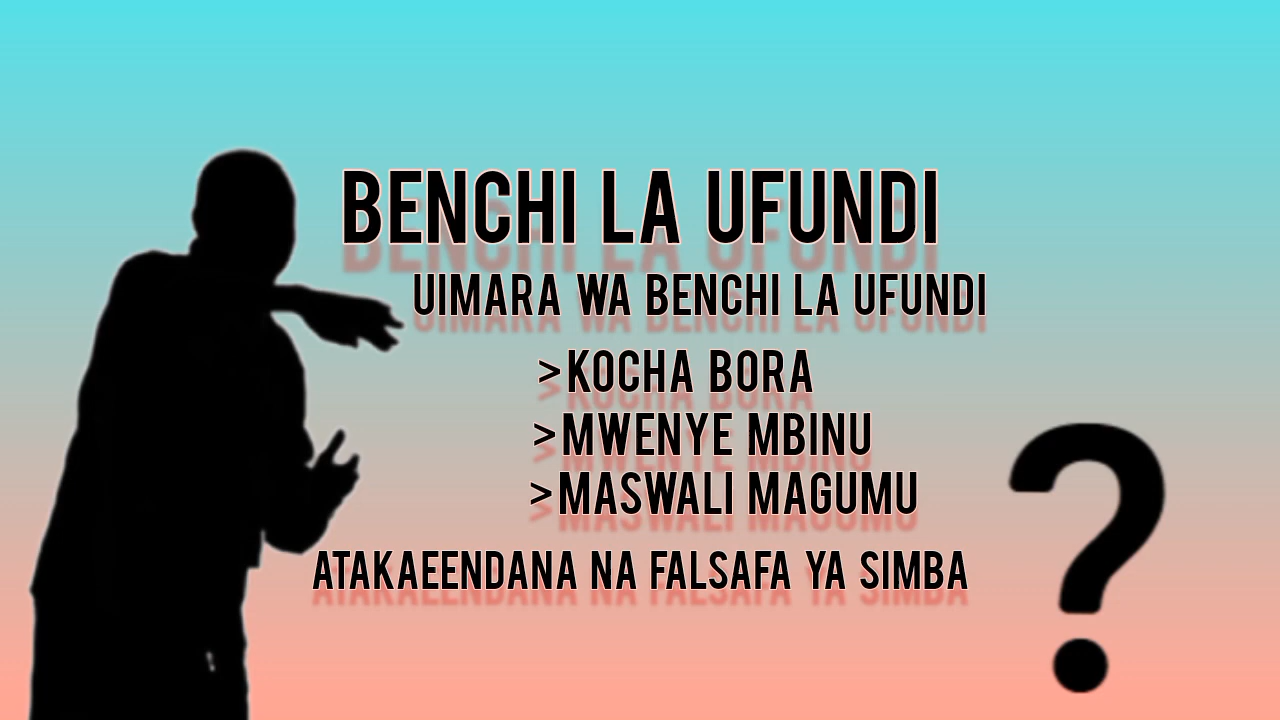 BENCHI LA UFUNDI
UIMARA WA BENCHI LA UFUNDI
>KOCHA BORA
>MWENYE MBINU
>MASWALI MAGUMU
ATAKAEENDANA NA FALSAFA YA SIMBA
?